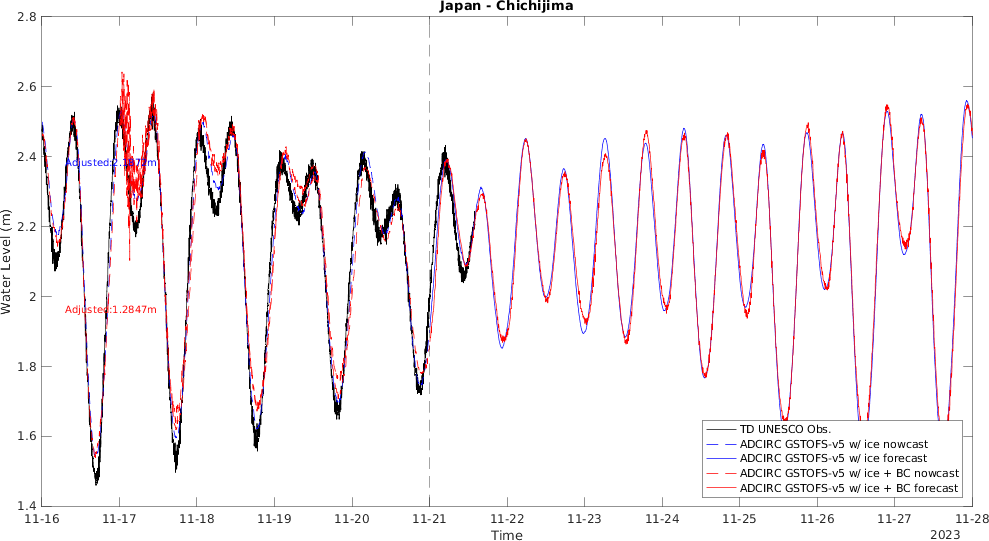 Japan - Chichijima
2.8
2.6
2.4
2.2
2
1.8
1.6
1.4
Water Level (m)
Adjusted:1.2847m
TD UNESCO Obs.
ADCIRC GSTOFS-v5 w/ ice nowcast
ADCIRC GSTOFS-v5 w/ ice forecast
ADCIRC GSTOFS-v5 w/ ice + BC nowcast
ADCIRC GSTOFS-v5 w/ ice + BC forecast
11-16 11-17 11-18 11-19 11-20 11-21 11-22 11-23 11-24 11-25 11-26 11-27 11-28
Time
2023